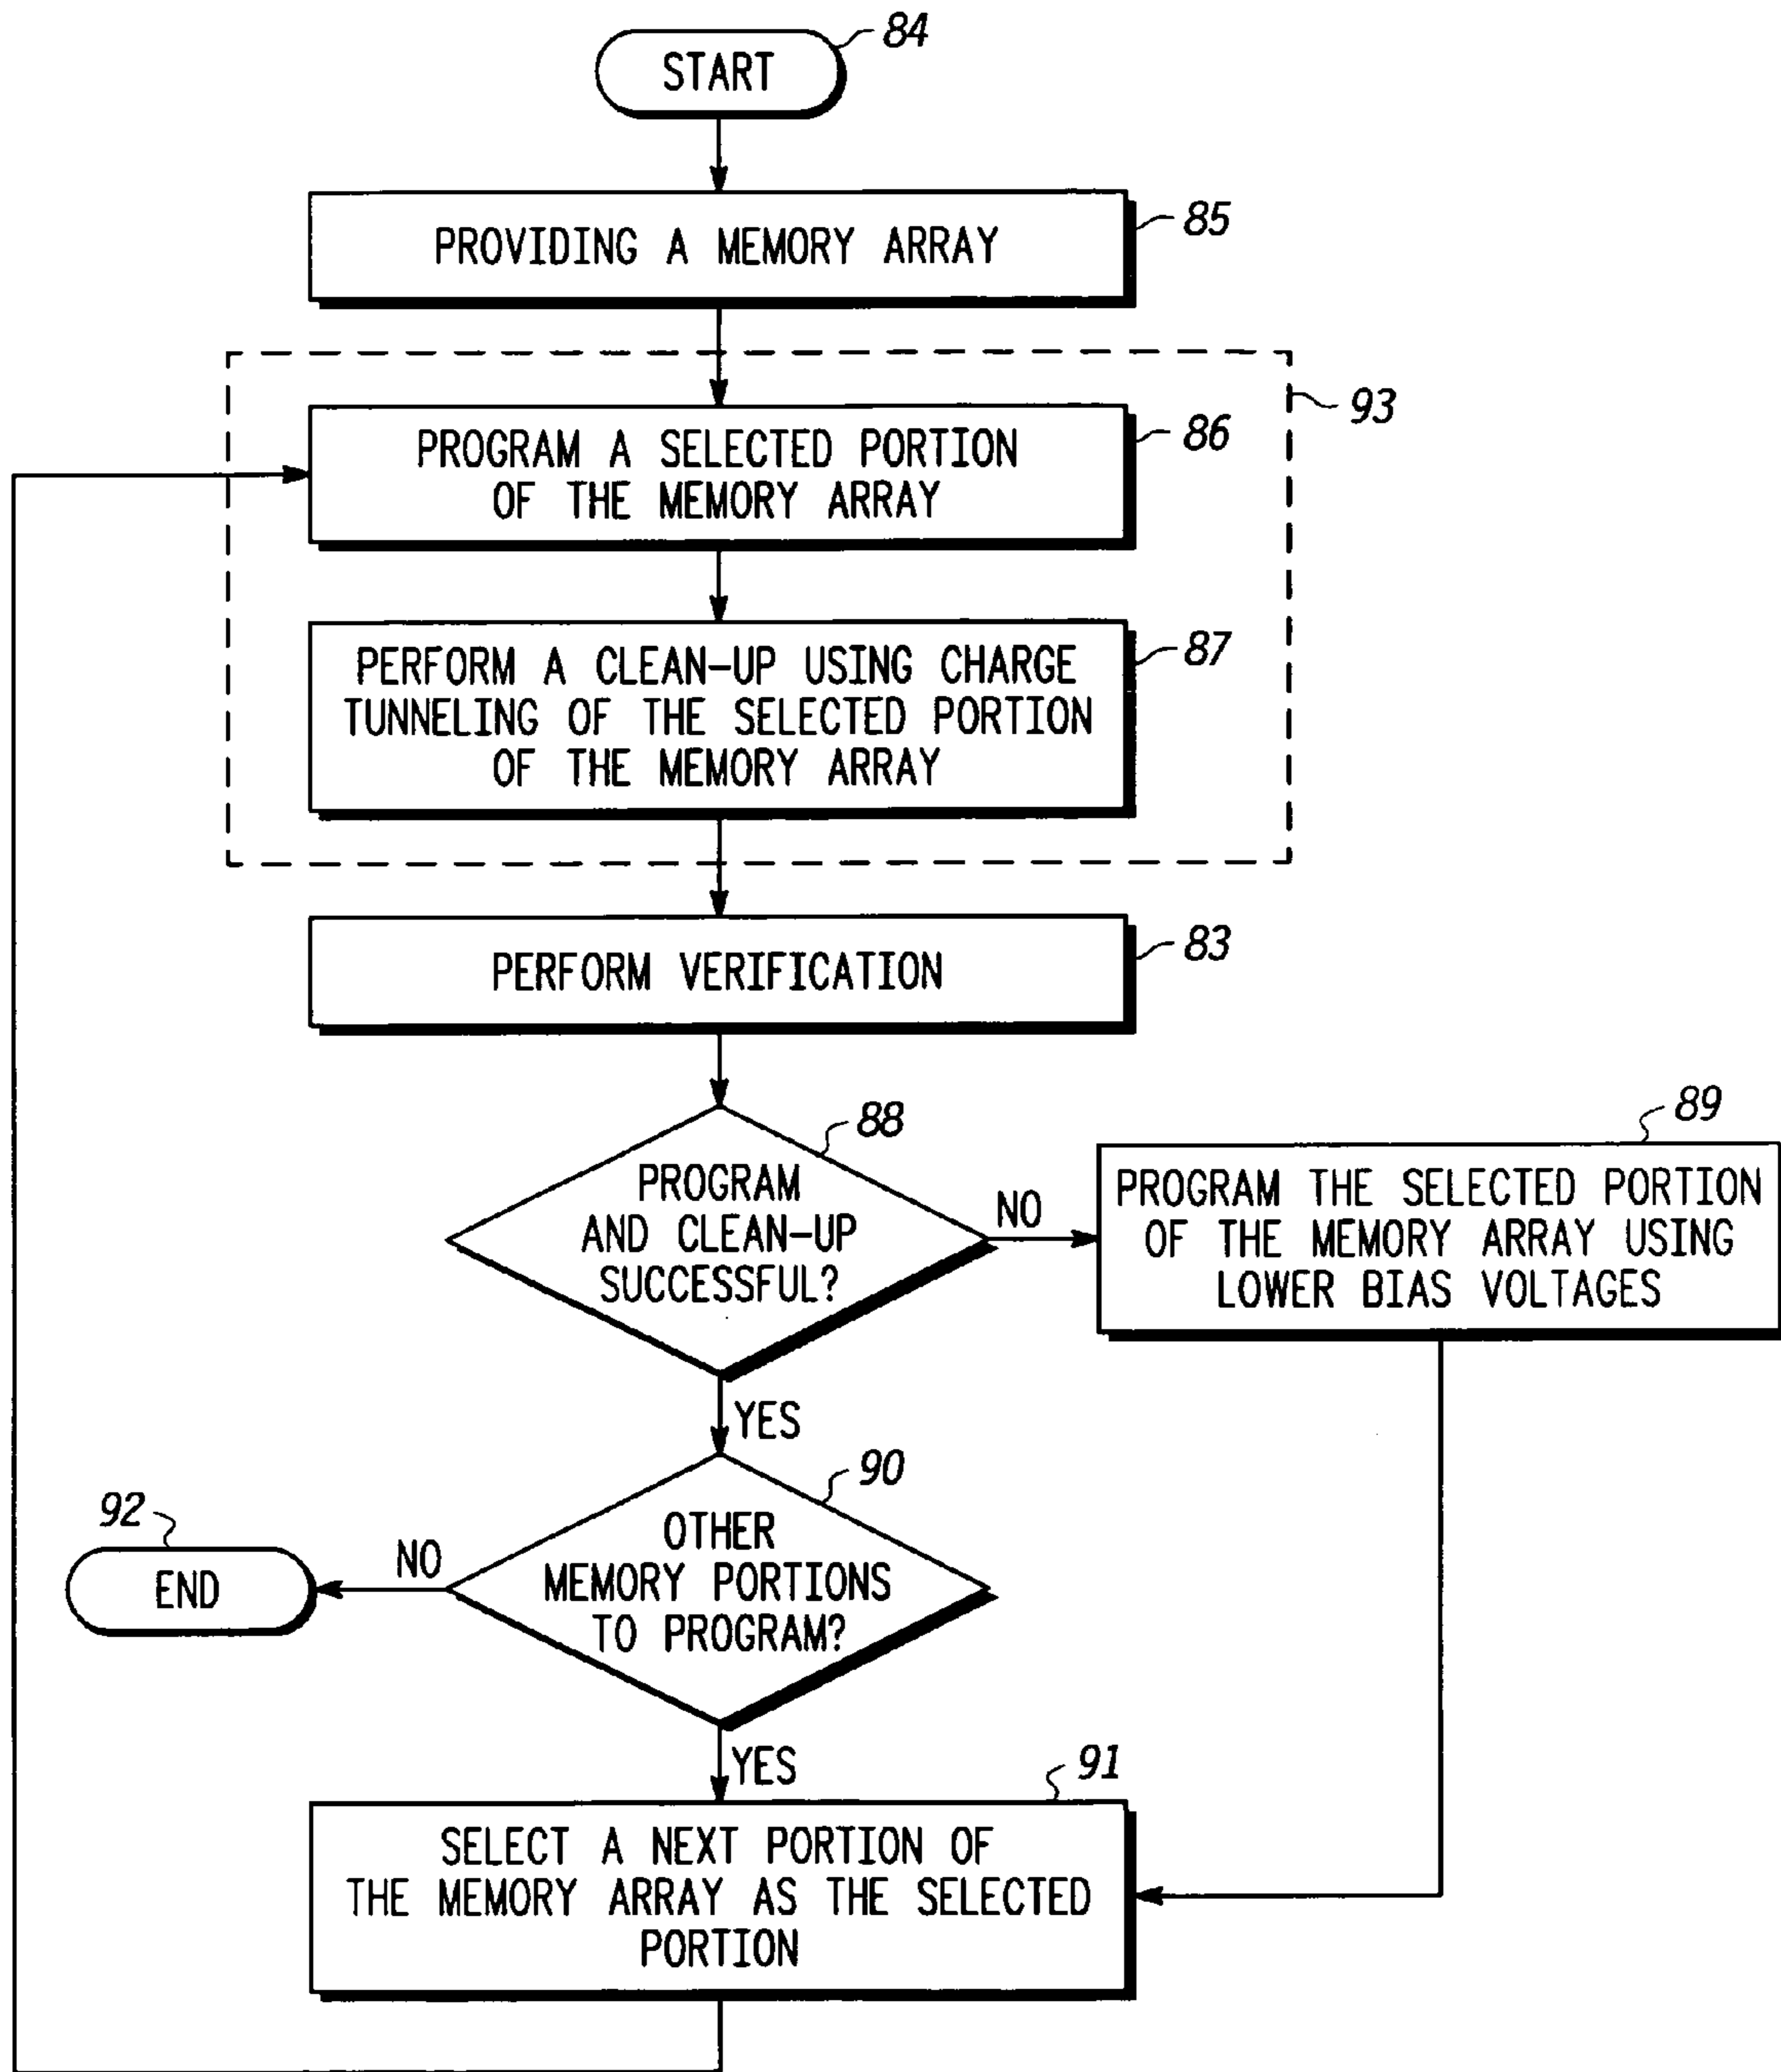 START
84
PROVIDING A MEMORY ARRAY
85
93
PROGRAM A SELECTED PORTION
OF THE MEMORY ARRAY
86
PERFORM A CLEAN-UP USING CHARGE
TUNNELING OF THE SELECTED PORTION
OF THE MEMORY ARRAY
87
PERFORM VERIFICATION
83
88
PROGRAM
AND CLEAN-UP
SUCCESSFUL?
NO
89
PROGRAM THE SELECTED PORTION
OF THE MEMORY ARRAY USING
LOWER BIAS VOLTAGES
YES
90
OTHER
MEMORY PORTIONS
TO PROGRAM?
NO
92
END
YES
91
SELECT A NEXT PORTION OF
THE MEMORY ARRAY AS THE SELECTED
PORTION